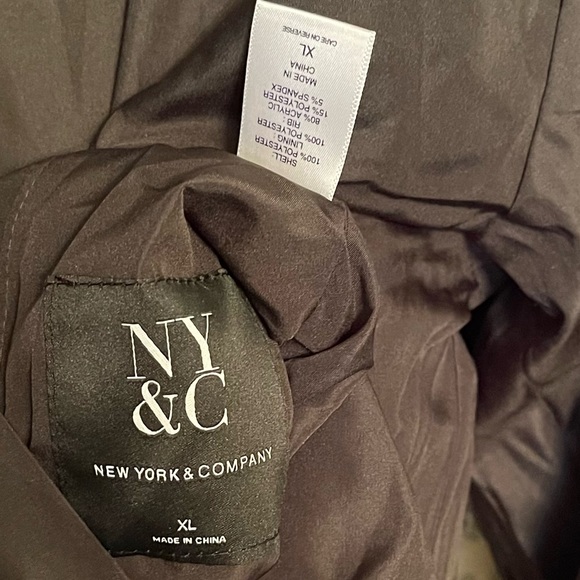 NY
&C
NEW YORK & COMPANY
XL
MADE IN CHINA
SHELL:
100% POLYESTER
LINING
100% POLYESTER
RIB:
80% ACRYLIC
15% POLYESTER
5% SPANDEX
MADE IN
CHINA
XL
CARE ON REVERSE